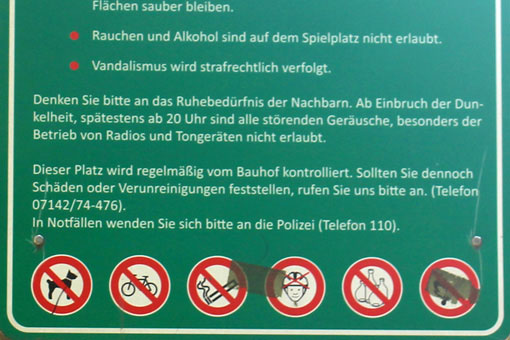 Flächen sauber bleiben.
Rauchen und Alkohol sind auf dem Spielplatz nicht erlaubt.
Vandalismus wird strafrechtlich verfolgt.
Denken Sie bitte an das Ruhebedürfnis der Nachbarn. Ab Einbruch der Dun-
kelheit, spätestens ab 20 Uhr sind alle störenden Geräusche, besonders der
Betrieb von Radios und Tongeräten nicht erlaubt.
Dieser Platz wird regelmäßig vom Bauhof kontrolliert. Sollten Sie dennoch
Schäden oder Verunreinigungen feststellen, rufen Sie uns bitte an. (Telefon
07142/74-476).
In Notfällen wenden Sie sich bitte an die Polizei (Telefon 110).